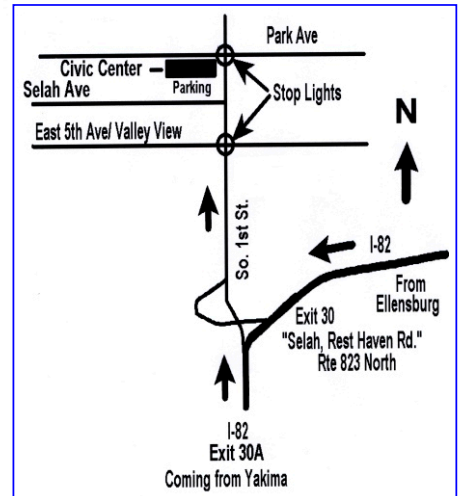 Park Ave
Civic Center
Parking
Selah Ave
Stop Lights
East 5th Ave/ Valley View
N
So. 1st St.
I-82
From
Ellensburg
Exit 30
"Selah, Rest Haven Rd."
Rte 823 North
I-82
Exit 30A
Coming from Yakima